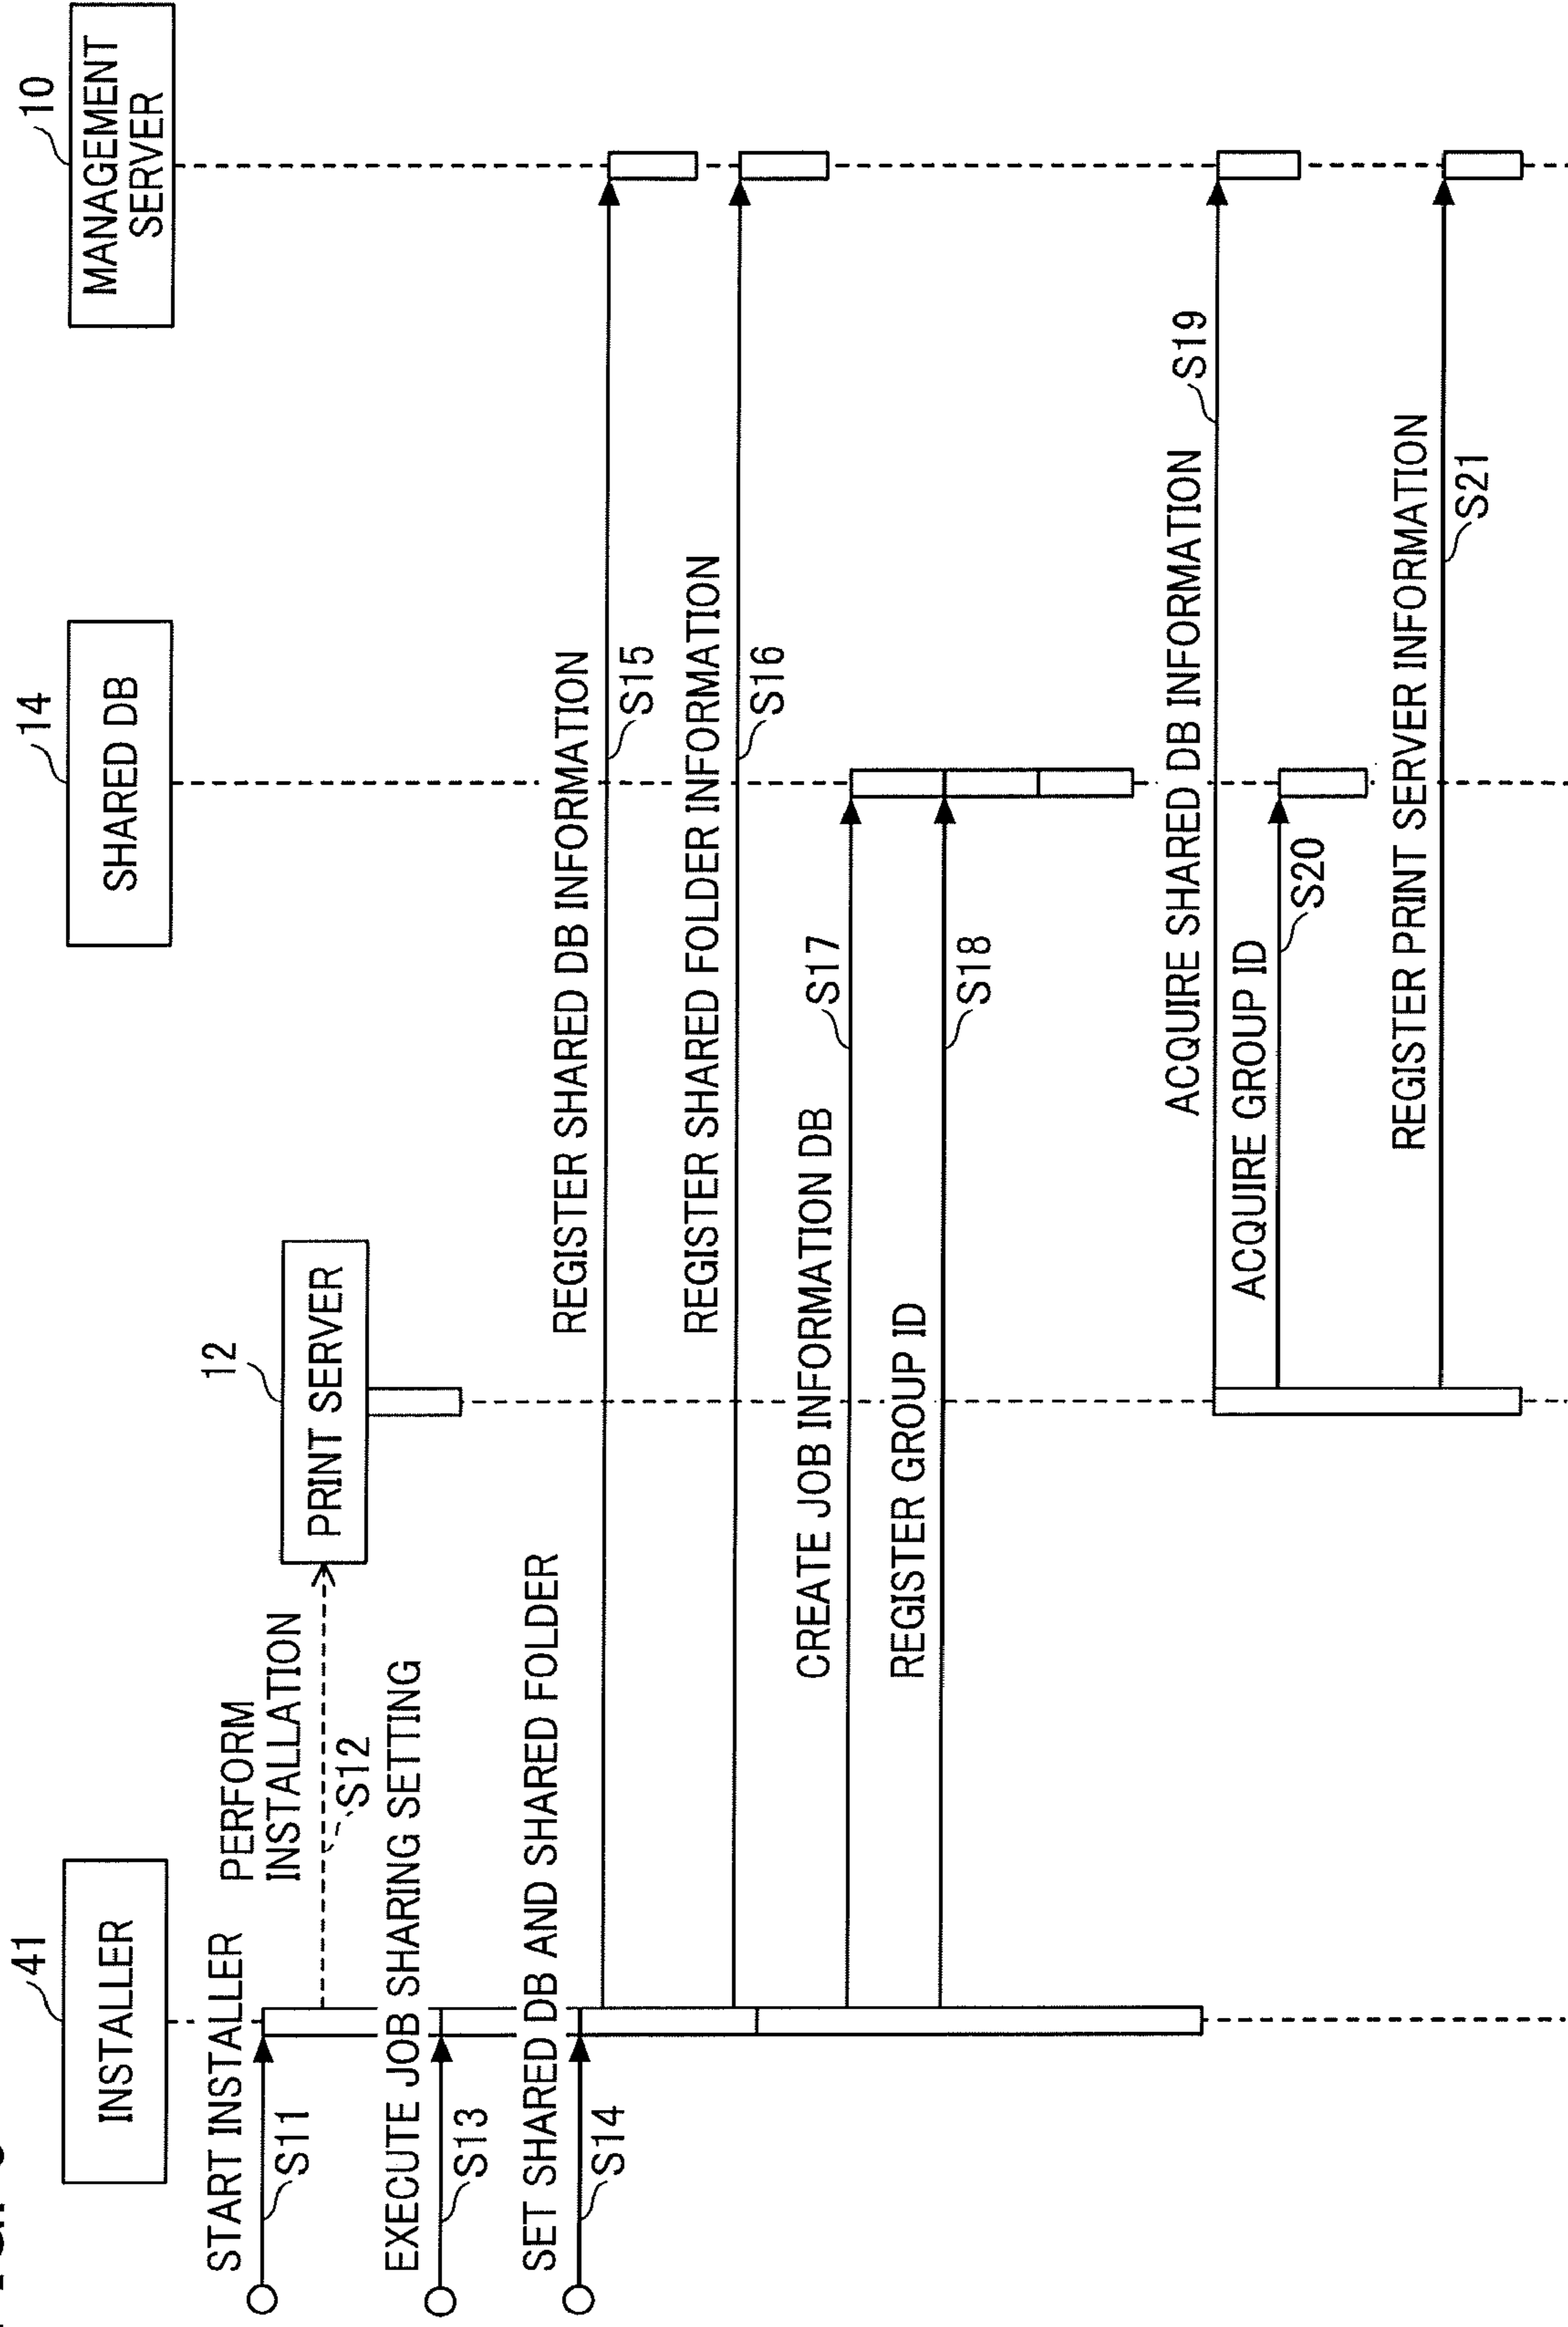 41
INSTALLER
12
PRINT SERVER
14
SHARED DB
10
MANAGEMENT
SERVER
START INSTALLER
S11
PERFORM
INSTALLATION
S12
EXECUTE JOB SHARING SETTING
S13
SET SHARED DB AND SHARED FOLDER
S14
REGISTER SHARED DB INFORMATION
S15
REGISTER SHARED FOLDER INFORMATION
S16
CREATE JOB INFORMATION DB
S17
REGISTER GROUP ID
S18
ACQUIRE SHARED DB INFORMATION
S19
ACQUIRE GROUP ID
S20
REGISTER PRINT SERVER INFORMATION
S21